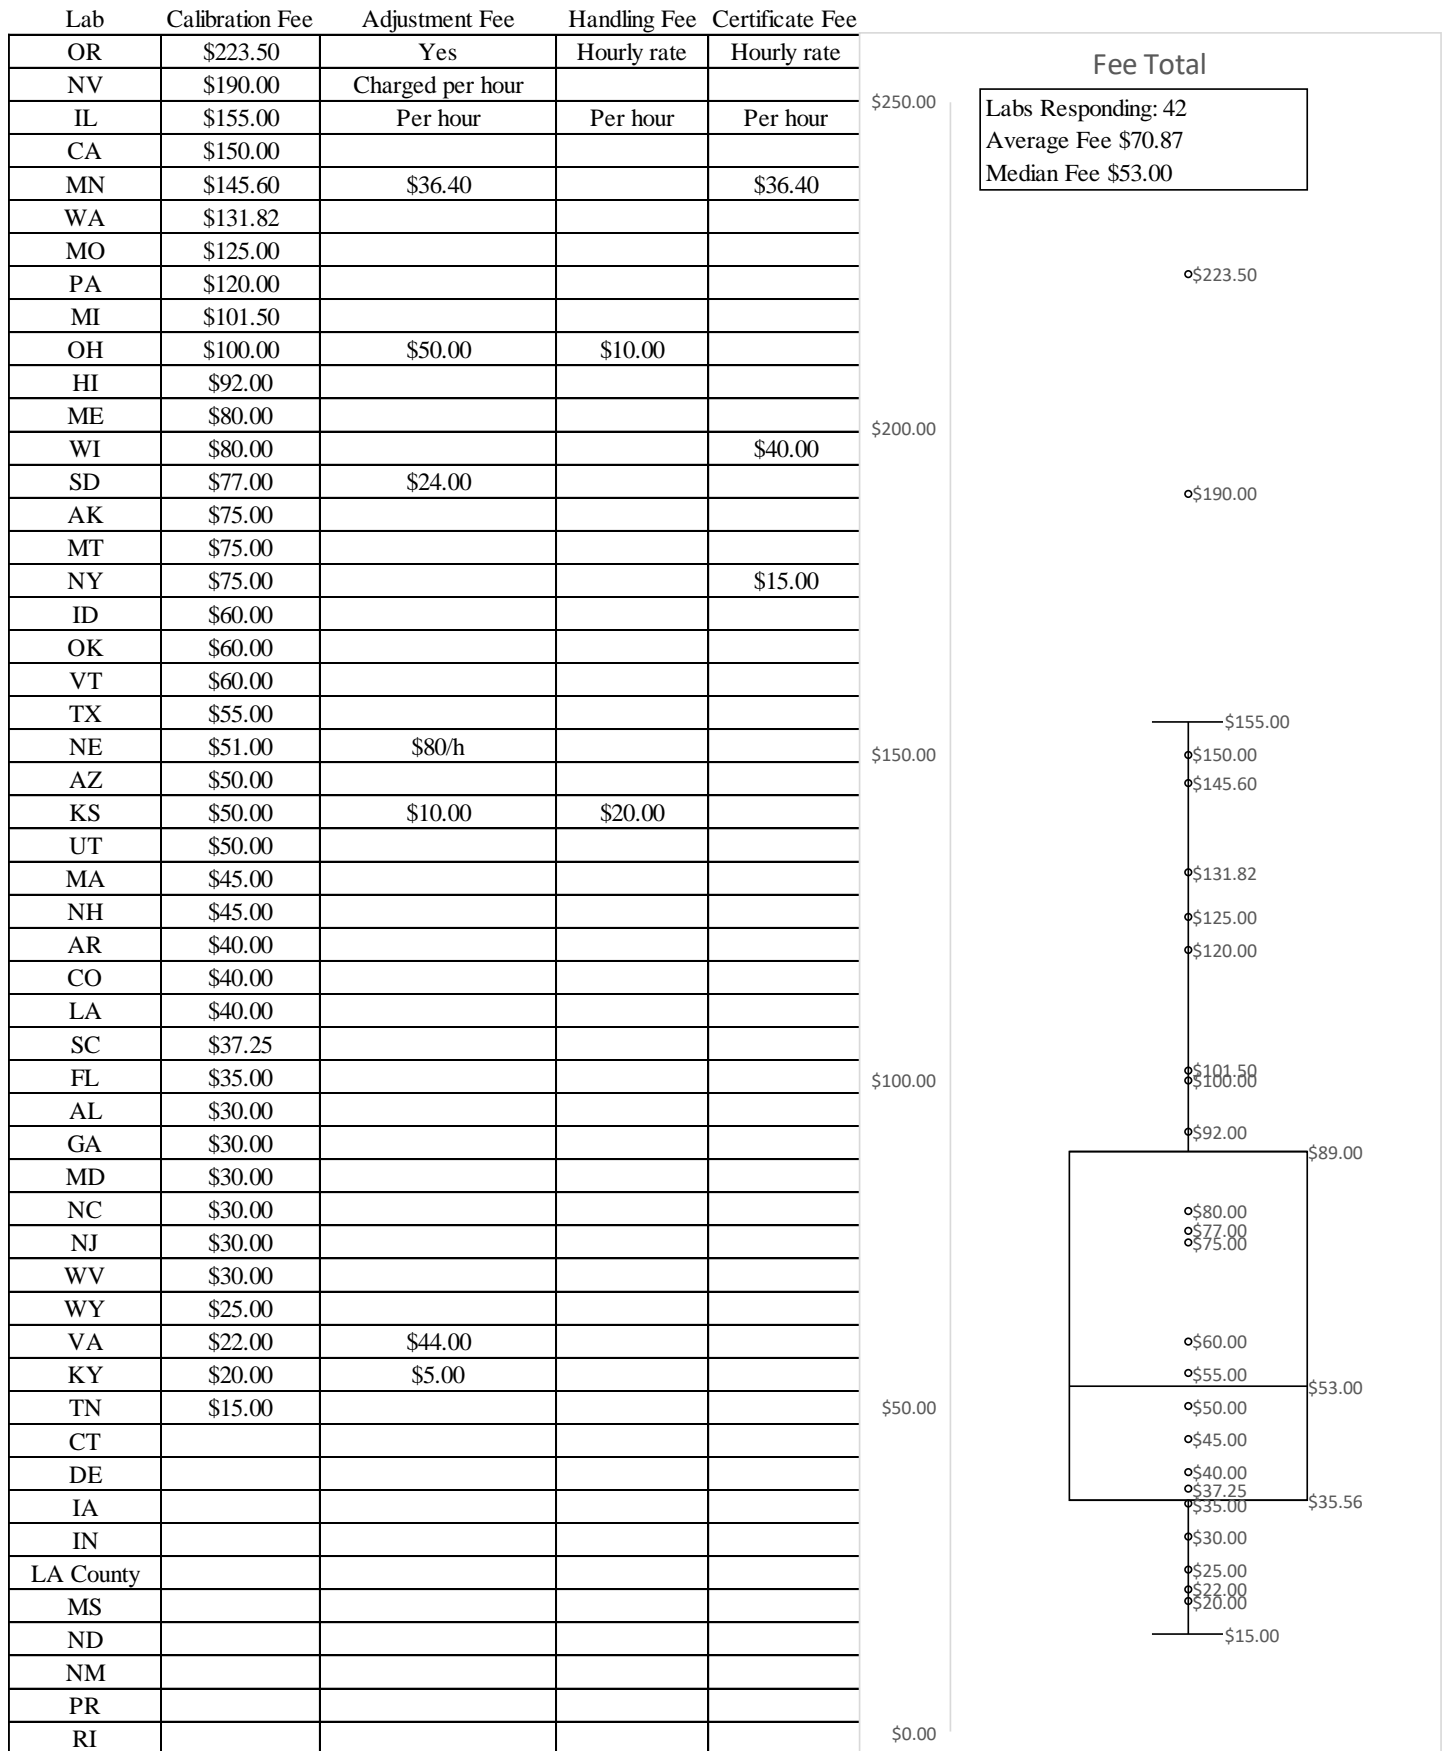 Lab Calibration Fee Adjustment Fee Handling Fee Certificate Fee
OR $223.50 Yes Hourly rate Hourly rate
NV $190.00 Charged per hour
IL $155.00 Per hour Per hour Per hour
CA $150.00
MN $145.60 $36.40 $36.40
WA $131.82
MO $125.00
PA $120.00
MI $101.50
OH $100.00 $50.00 $10.00
HI $92.00
ME $80.00
WI $80.00 $40.00
SD $77.00 $24.00
AK $75.00
MT $75.00
NY $75.00 $15.00
ID $60.00
OK $60.00
VT $60.00
TX $55.00
NE $51.00 $80/h
AZ $50.00
KS $50.00 $10.00 $20.00
UT $50.00
MA $45.00
NH $45.00
AR $40.00
CO $40.00
LA $40.00
SC $37.25
FL $35.00
AL $30.00
GA $30.00
MD $30.00
NC $30.00
NJ $30.00
WV $30.00
WY $25.00
VA $22.00 $44.00
KY $20.00 $5.00
TN $15.00
CT
DE
IA
IN
LA County
MS
ND
NM
PR
RI
Fee Total
Labs Responding: 42
Average Fee $70.87
Median Fee $53.00
$250.00
$200.00
$150.00
$100.00
$50.00
$0.00
$223.50
$190.00
$155.00
$150.00
$145.60
$131.82
$125.00
$120.00
$101.50
$100.00
$92.00
$89.00
$80.00
$77.00
$75.00
$60.00
$55.00
$53.00
$50.00
$45.00
$40.00
$37.25
$35.56
$35.00
$30.00
$25.00
$22.00
$20.00
$15.00